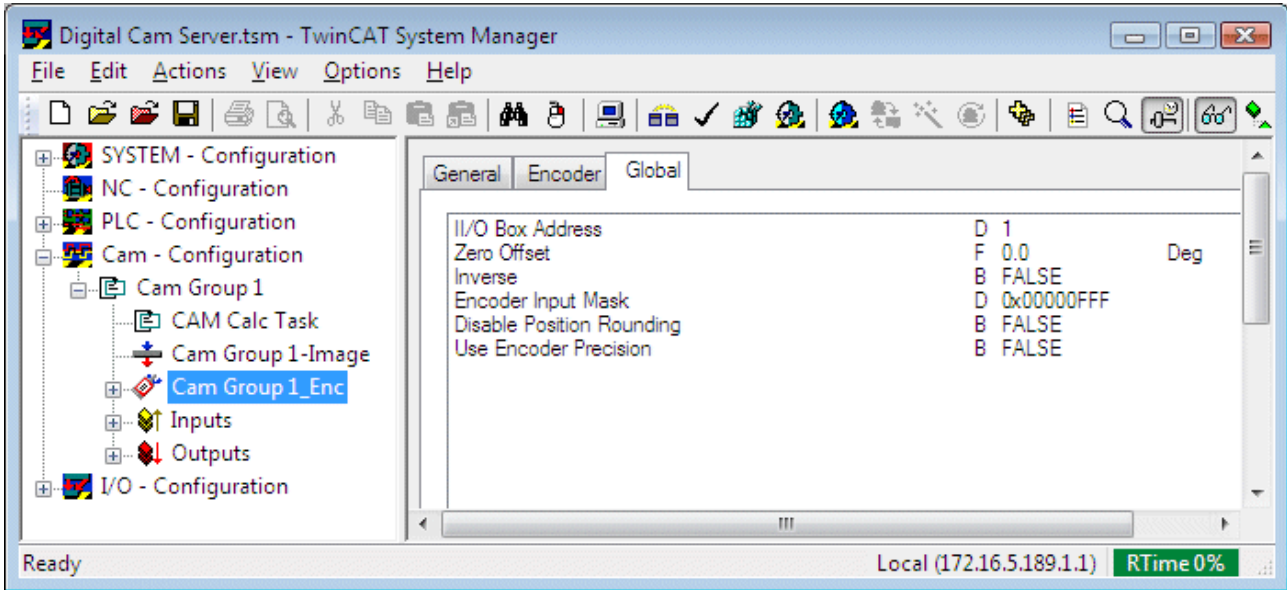 Digital Cam Server.tsm - TwinCAT System Manager
File Edit Actions View Options Help
SYSTEM - Configuration
NC - Configuration
PLC - Configuration
Cam - Configuration
Cam Group 1
CAM Calc Task
Cam Group 1-Image
Cam Group 1_Enc
Inputs
Outputs
I/O - Configuration
General Encoder Global
II/O Box Address D 1
Zero Offset F 0.0 Deg
Inverse B FALSE
Encoder Input Mask D 0x00000FFF
Disable Position Rounding B FALSE
Use Encoder Precision B FALSE
Ready Local (172.16.5.189.1.1) RTime 0%